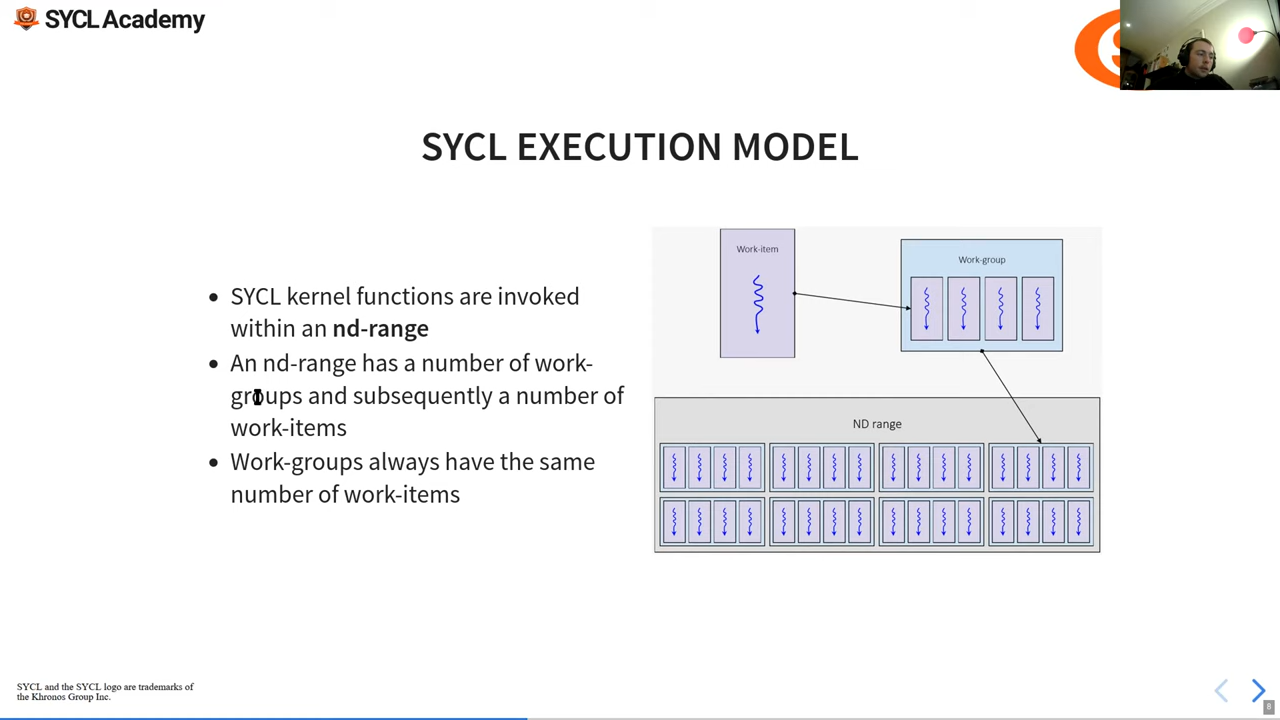 SYCL Academy
SYCL EXECUTION MODEL
• SYCL kernel functions are invoked
within an nd-range
• An nd-range has a number of work-
groups and subsequently a number of
work-items
• Work-groups always have the same
number of work-items
Work-item
Work-group
ND range
SYCL and the SYCL logo are trademarks of
the Khronos Group Inc.
8